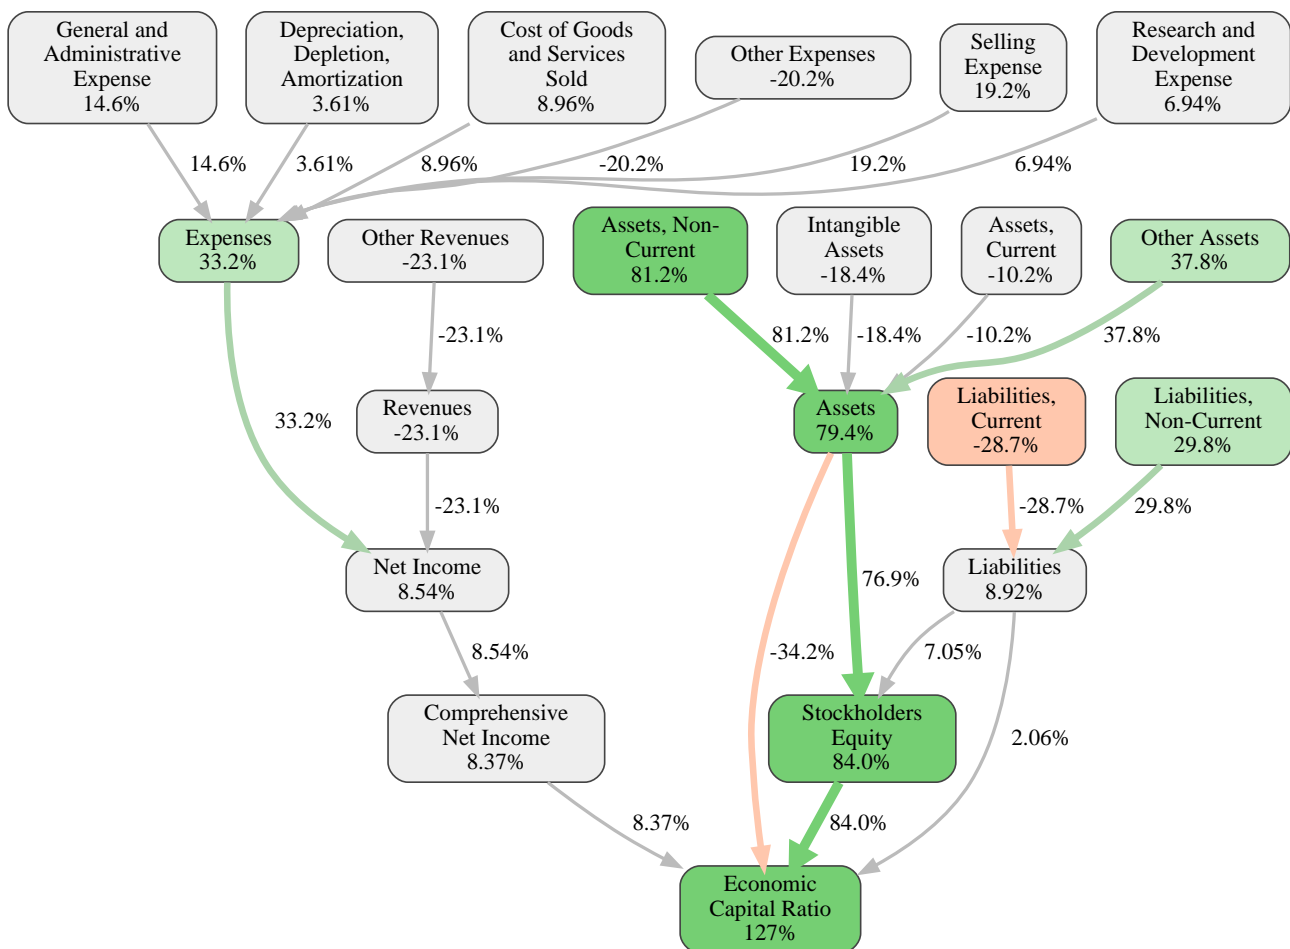 General and
Administrative
Expense
14.6%
Depreciation,
Depletion,
Amortization
3.61%
Cost of Goods
and Services
Sold
8.96%
Other Expenses
-20.2%
Selling
Expense
19.2%
Research and
Development
Expense
6.94%
14.6%
3.61%
8.96%
-20.2%
19.2%
6.94%
Expenses
33.2%
Other Revenues
-23.1%
Assets, Non-
Current
81.2%
Intangible
Assets
-18.4%
Assets,
Current
-10.2%
Other Assets
37.8%
-23.1%
81.2%
-18.4%
-10.2%
37.8%
33.2%
Revenues
-23.1%
Assets
79.4%
Liabilities,
Current
-28.7%
Liabilities,
Non-Current
29.8%
-23.1%
-28.7%
29.8%
Net Income
8.54%
76.9%
Liabilities
8.92%
8.54%
-34.2%
7.05%
Comprehensive
Net Income
8.37%
Stockholders
Equity
84.0%
2.06%
8.37%
84.0%
Economic
Capital Ratio
127%